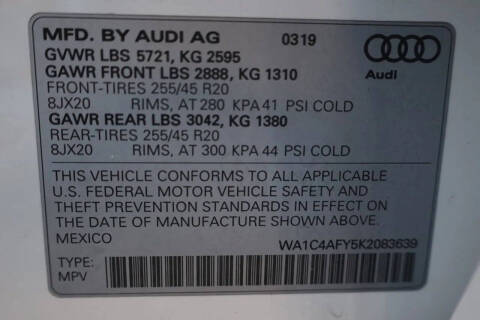 MFD. BY AUDI AG 0319
GVWR LBS 5721, KG 2595
GAWR FRONT LBS 2888, KG 1310
FRONT-TIRES 255/45 R20
8JX20 RIMS, AT 280 KPA 41 PSI COLD
GAWR REAR LBS 3042, KG 1380
REAR-TIRES 255/45 R20
8JX20 RIMS, AT 300 KPA 44 PSI COLD
Audi
THIS VEHICLE CONFORMS TO ALL APPLICABLE
U.S. FEDERAL MOTOR VEHICLE SAFETY AND
THEFT PREVENTION STANDARDS IN EFFECT ON
THE DATE OF MANUFACTURE SHOWN ABOVE.
MEXICO WA1C4AFY5K2083639
TYPE:
MPV